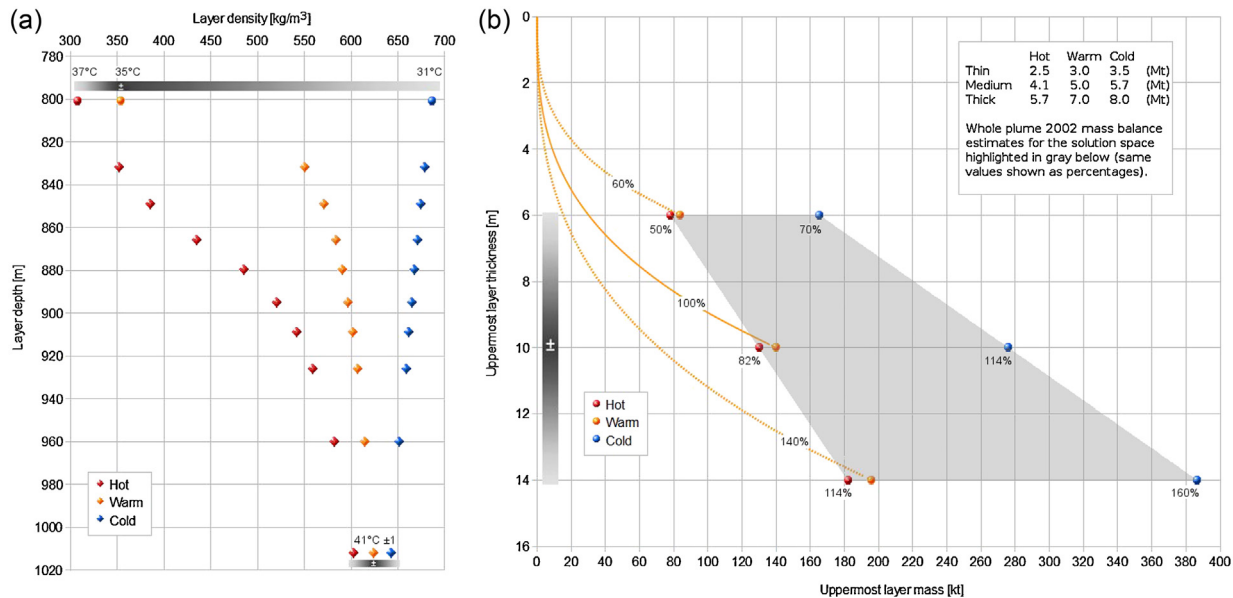 (a)
Layer density [kg/m3]
300 350 400 450 500 550 600 650 700
780
800
820
840
860
880
900
920
940
960
980
1000
1020
Layer depth [m]
37°C 35°C 31°C
±
Hot
Warm
Cold
41°C ±1
±
(b)
0
2
4
6
8
10
12
14
16
Uppermost layer thickness [m]
Hot Warm Cold
Thin 2.5 3.0 3.5 (Mt)
Medium 4.1 5.0 5.7 (Mt)
Thick 5.7 7.0 8.0 (Mt)
Whole plume 2002 mass balance
estimates for the solution space
highlighted in gray below (same
values shown as percentages).
60%
50% 70%
100%
±
82% 114%
Hot
Warm
Cold
140%
114% 160%
0 20 40 60 80 100 120 140 160 180 200 220 240 260 280 300 320 340 360 380 400
Uppermost layer mass [kt]